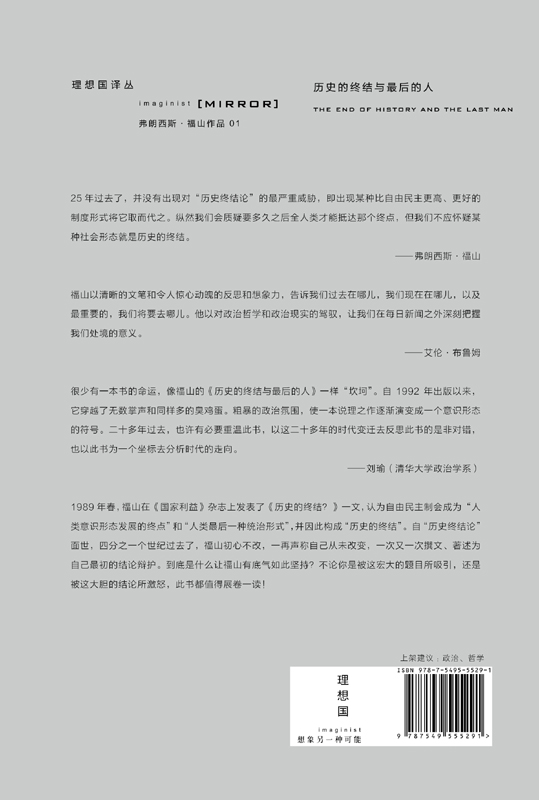 理想国译丛
imaginist [MIRROR]
弗朗西斯·福山作品 01
历史的终结与最后的人
THE END OF HISTORY AND THE LAST MAN
25 年过去了，并没有出现对“历史终结论”的最严重威胁，即出现某种比自由民主更高、更好的
制度形式将它取而代之。纵然我们会质疑要多久之后全人类才能抵达那个终点，但我们不应怀疑某
种社会形态就是历史的终结。
——弗朗西斯·福山
福山以清晰的文笔和令人惊心动魄的反思和想象力，告诉我们过去在哪儿，我们现在在哪儿，以及
最重要的，我们将要去哪儿。他以对政治哲学和政治现实的驾驭，让我们在每日新闻之外深刻把握
我们处境的意义。
——艾伦·布鲁姆
很少有一本书的命运，像福山的《历史的终结与最后的人》一样“坎坷”。自 1992 年出版以来，
它穿越了无数掌声和同样多的臭鸡蛋。粗暴的政治氛围，使一本说理之作逐渐演变成一个意识形态
的符号。二十多年过去，也许有必要重温此书，以这二十多年的时代变迁去反思此书的是非对错，
也以此书为一个坐标去分析时代的走向。
——刘瑜（清华大学政治学系）
1989 年春，福山在《国家利益》杂志上发表了《历史的终结？》一文，认为自由民主制会成为“人
类意识形态发展的终点”和“人类最后一种统治形式”，并因此构成“历史的终结”。自“历史终结论”
面世，四分之一个世纪过去了，福山初心不改，一再声称自己从未改变，一次又一次撰文、著述为
自己最初的结论辩护。到底是什么让福山有底气如此坚持？不论你是被这宏大的题目所吸引，还是
被这大胆的结论所激怒，此书都值得展卷一读！
上架建议：政治、哲学
ISBN 978-7-5495-5529-1
理想国
imaginist
想象另一种可能
9 787549 555291 >